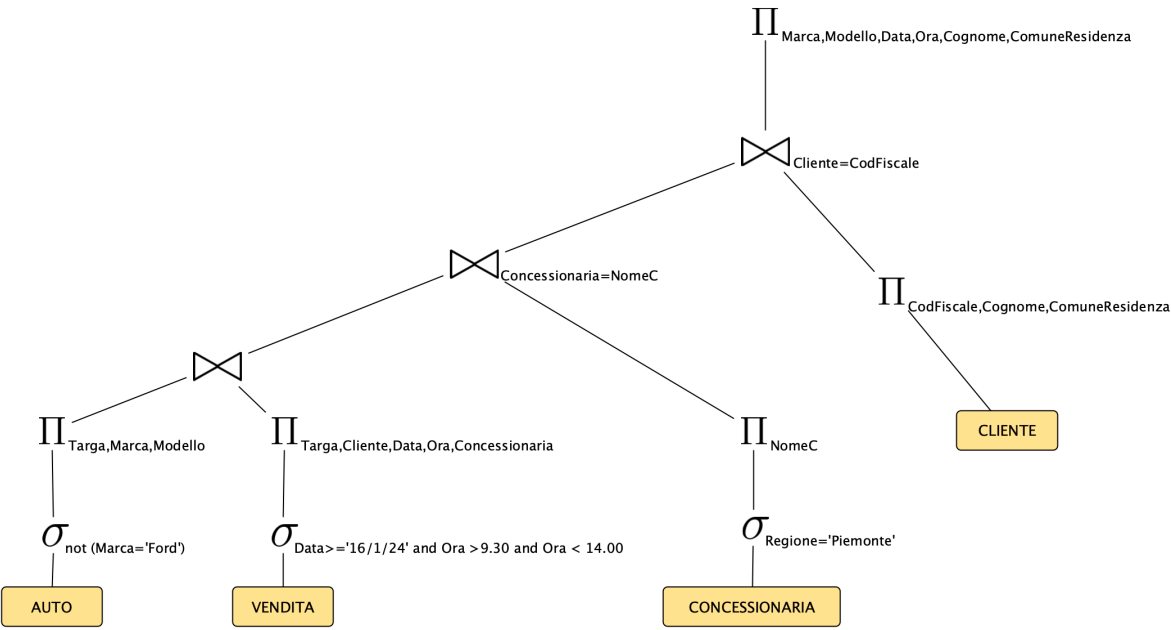 Π Marca,Modello,Data,Ora,Cognome,ComuneResidenza
⋈ Cliente=CodFiscale
⋈ Concessionaria=NomeC
Π CodFiscale,Cognome,ComuneResidenza
⋈
Π Targa,Marca,Modello
Π Targa,Cliente,Data,Ora,Concessionaria
Π NomeC
CLIENTE
σ not (Marca='Ford')
σ Data>='16/1/24' and Ora >9.30 and Ora < 14.00
σ Regione='Piemonte'
AUTO
VENDITA
CONCESSIONARIA